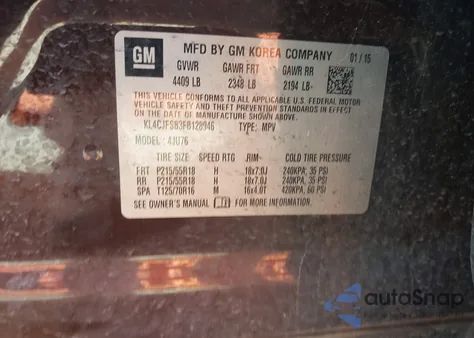 GM
MFD BY GM KOREA COMPANY 01 / 15
GVWR GAWR FRT GAWR RR
4409 LB 2348 LB 2194 LB
THIS VEHICLE CONFORMS TO ALL APPLICABLE U.S. FEDERAL MOTOR
VEHICLE SAFETY, BUMPER, AND THEFT PREVENTION STANDARDS IN EFFECT
ON THE DATE OF MANUFACTURE SHOWN ABOVE.
KL4CJFSB3FB128946 TYPE: MPV
MODEL: 4JU76
TIRE SIZE SPEED RTG RIM COLD TIRE PRESSURE
FRT P215/55R18 H 18x7.0J 240KPA, 35 PSI
RR P215/55R18 H 18x7.0J 240KPA, 35 PSI
SPA T125/70R16 M 16x4.0T 420KPA, 60 PSI
SEE OWNER'S MANUAL FOR MORE INFORMATION.
autoSnap